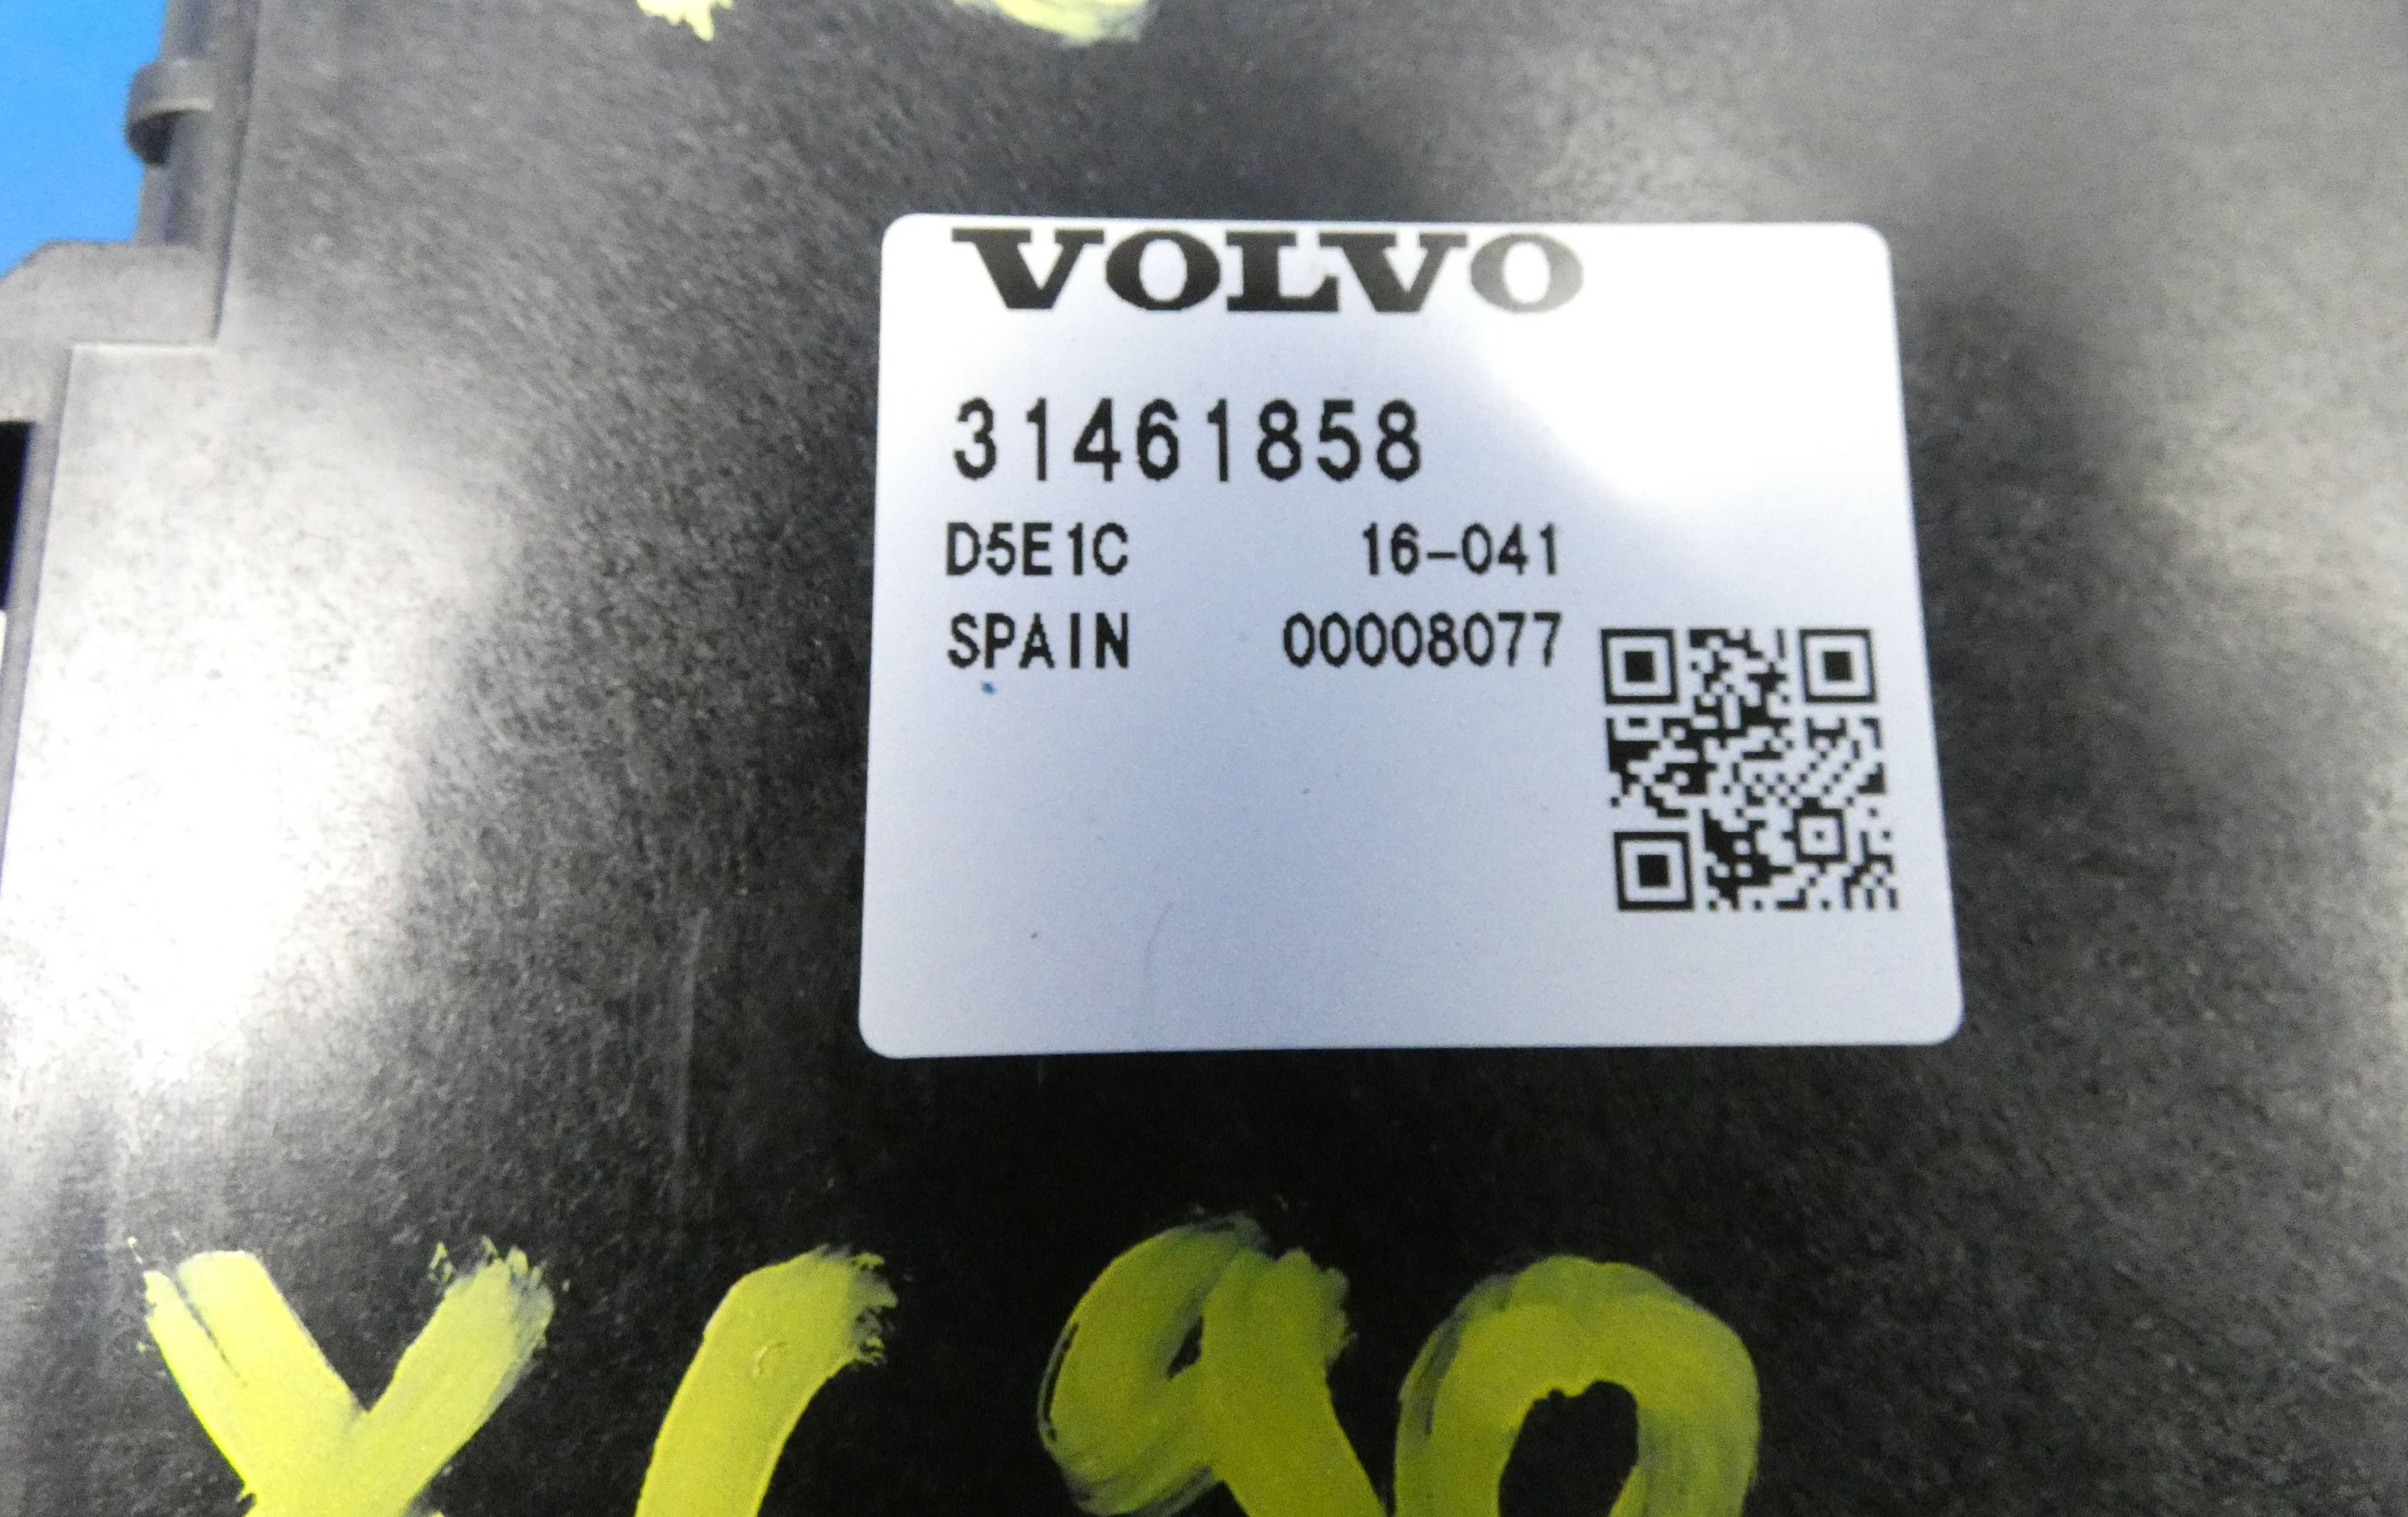 VOLVO
31461858
D5E1C 16-041
SPAIN 00008077
XC90